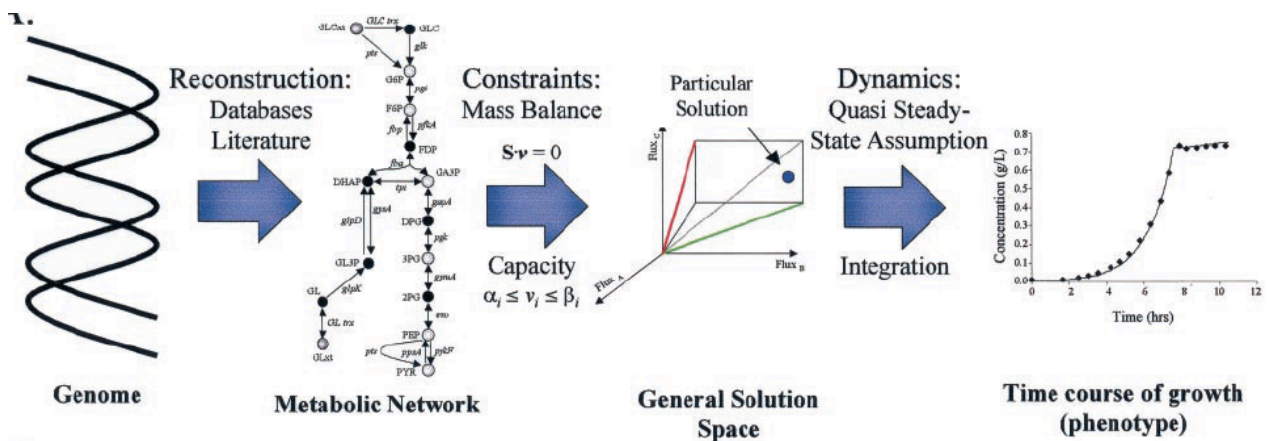 A.
Reconstruction:
Databases
Literature
Genome
GLCxt
GLC trx
GLC
glk
pts
G6P
pgi
F6P
fbp
pfkA
FDP
fba
DHAP
tpi
GA3P
gapA
DPG
pgk
3PG
gpmA
2PG
eno
PEP
pts
ppsA
pykF
PYR
glpD
gpsA
GL3P
glpK
GL
GL trx
GLxt
Metabolic Network
Constraints:
Mass Balance
S·v = 0
Capacity
αi ≤ vi ≤ βi
Particular
Solution
Flux C
Flux B
Flux A
General Solution
Space
Dynamics:
Quasi Steady-
State Assumption
Integration
Concentration (g/L)
0.8
0.7
0.6
0.5
0.4
0.3
0.2
0.1
0.0
0 2 4 6 8 10 12
Time (hrs)
Time course of growth
(phenotype)